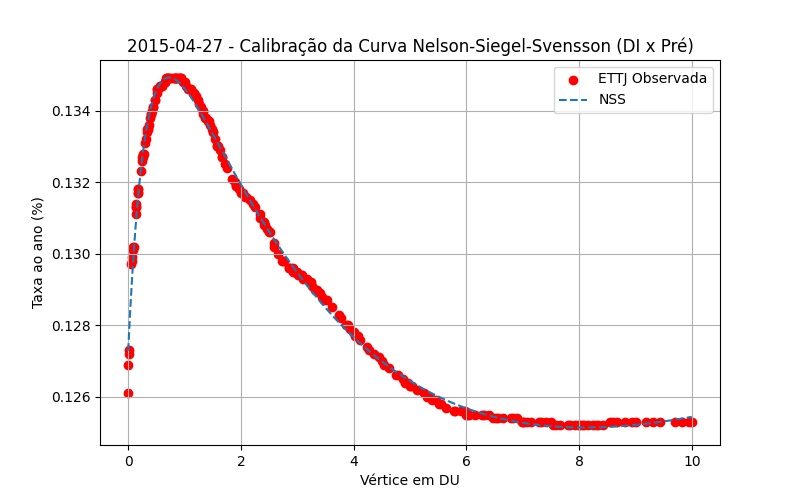 2015-04-27 - Calibração da Curva Nelson-Siegel-Svensson (DI x Pré)
ETTJ Observada
NSS
Taxa ao ano (%)
0.134
0.132
0.130
0.128
0.126
0
2
4
6
8
10
Vértice em DU